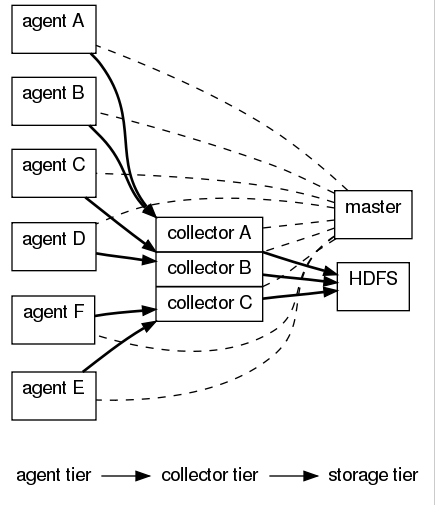 agent A
agent B
agent C
agent D
agent F
agent E
collector A
collector B
collector C
master
HDFS
agent tier collector tier storage tier